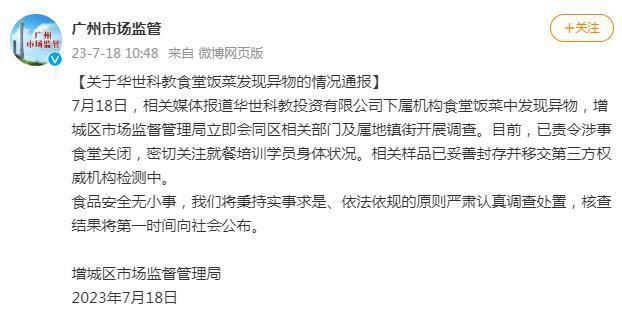 广州
市场监管
广州市场监管
23-7-18 10:48 来自 微博网页版
+关注
【关于华世科教食堂饭菜发现异物的情况通报】
7月18日，相关媒体报道华世科教投资有限公司下属机构食堂饭菜中发现异物，增
城区市场监督管理局立即会同区相关部门及属地镇街开展调查。目前，已责令涉事
食堂关闭，密切关注就餐培训学员身体状况。相关样品已妥善封存并移交第三方权
威机构检测中。
食品安全无小事，我们将秉持实事求是、依法依规的原则严肃认真调查处置，核查
结果将第一时间向社会公布。
增城区市场监督管理局
2023年7月18日